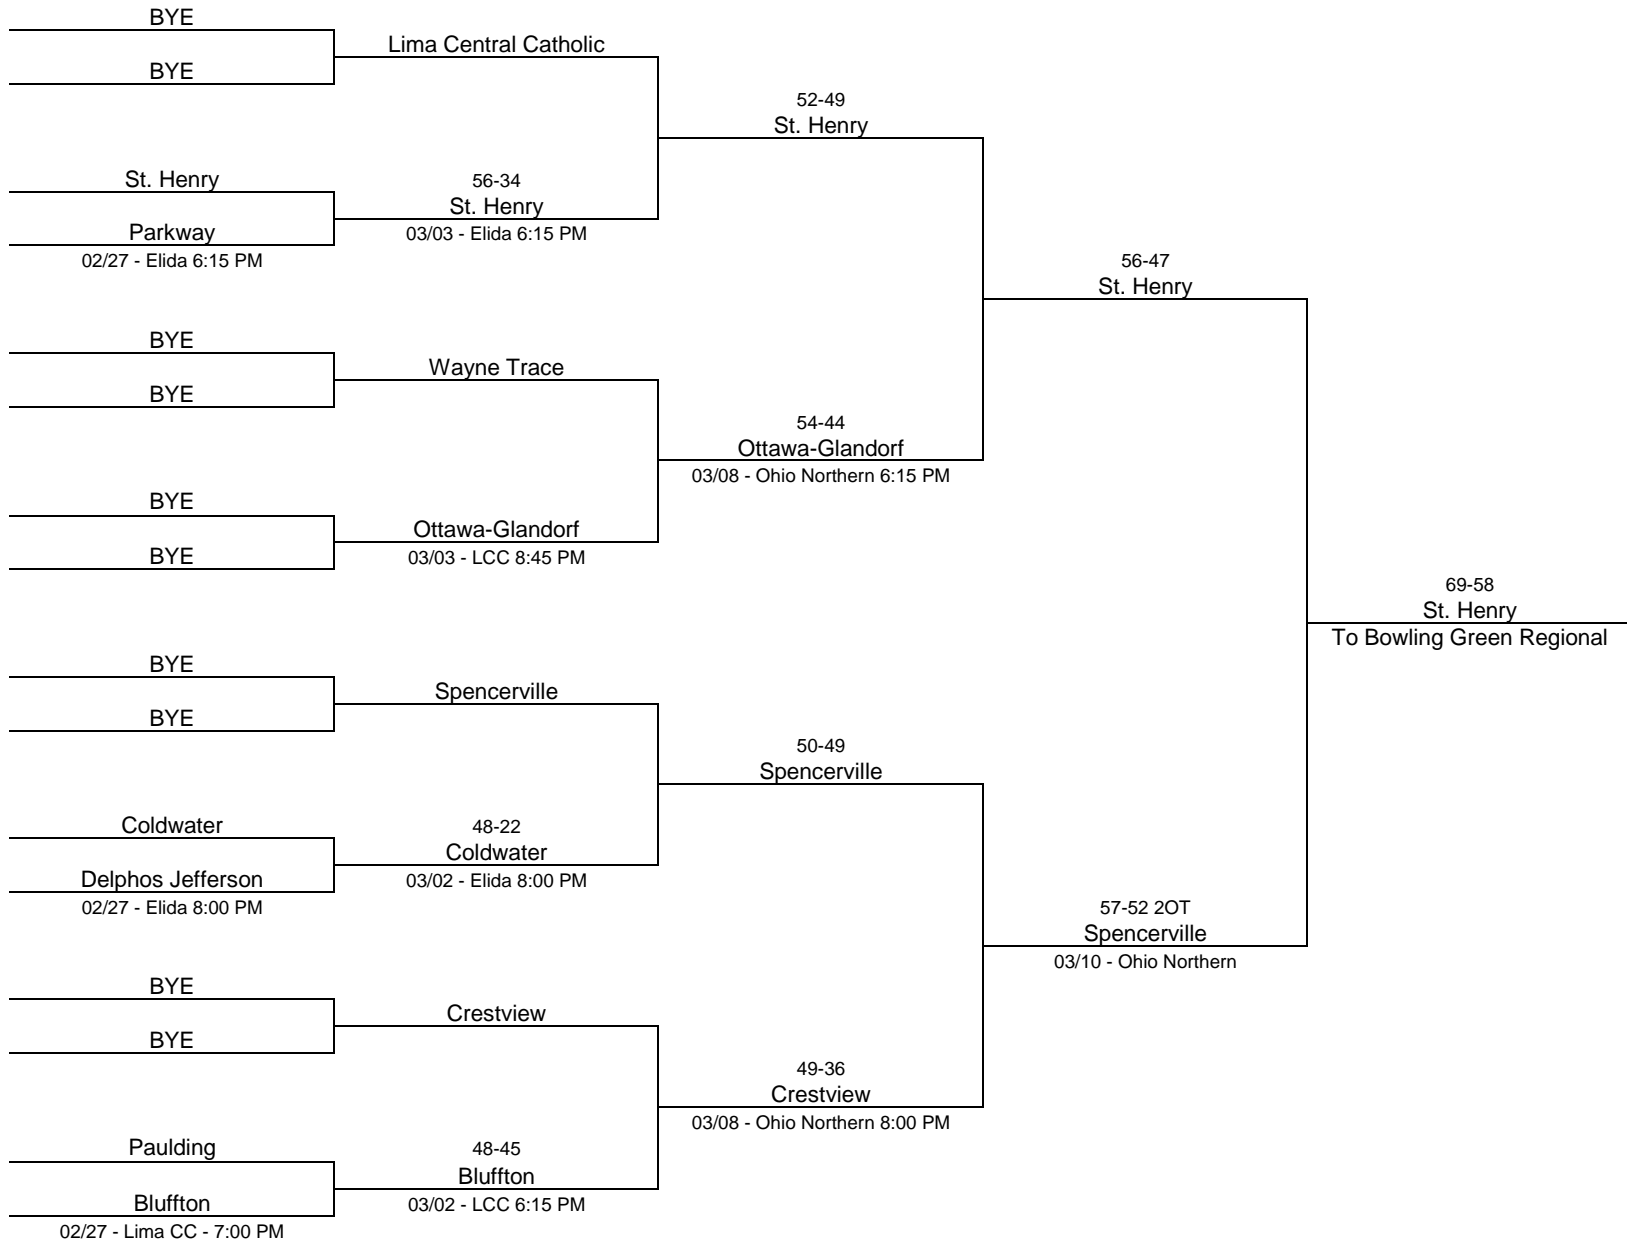 BYE
BYE
Lima Central Catholic
52-49
St. Henry
St. Henry
Parkway
02/27 - Elida 6:15 PM
56-34
St. Henry
03/03 - Elida 6:15 PM
56-47
St. Henry
BYE
BYE
Wayne Trace
54-44
Ottawa-Glandorf
03/08 - Ohio Northern 6:15 PM
BYE
BYE
Ottawa-Glandorf
03/03 - LCC 8:45 PM
69-58
St. Henry
To Bowling Green Regional
BYE
BYE
Spencerville
50-49
Spencerville
Coldwater
Delphos Jefferson
02/27 - Elida 8:00 PM
48-22
Coldwater
03/02 - Elida 8:00 PM
57-52 2OT
Spencerville
03/10 - Ohio Northern
BYE
BYE
Crestview
49-36
Crestview
03/08 - Ohio Northern 8:00 PM
Paulding
Bluffton
02/27 - Lima CC - 7:00 PM
48-45
Bluffton
03/02 - LCC 6:15 PM